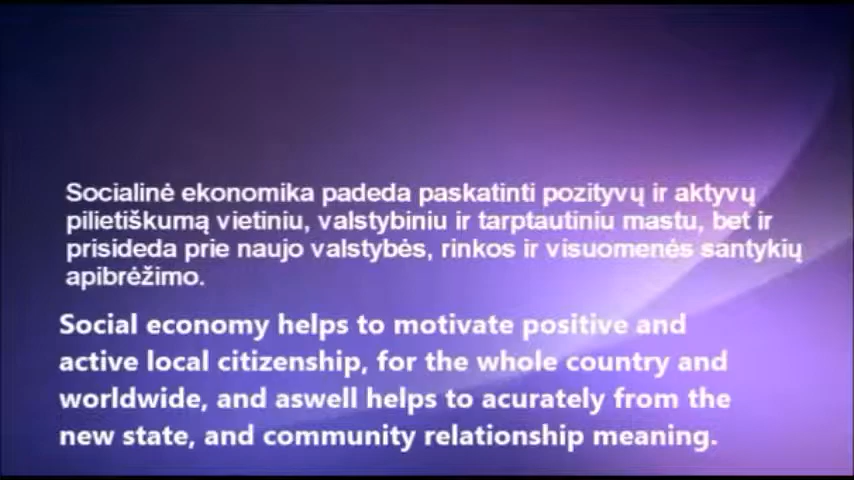 Socialinė ekonomika padeda paskatinti pozityvų ir aktyvų
pilietiškumą vietiniu, valstybiniu ir tarptautiniu mastu, bet ir
prisideda prie naujo valstybės, rinkos ir visuomenės santykių
apibrėžimo.
Social economy helps to motivate positive and
active local citizenship, for the whole country and
worldwide, and aswell helps to acurately from the
new state, and community relationship meaning.